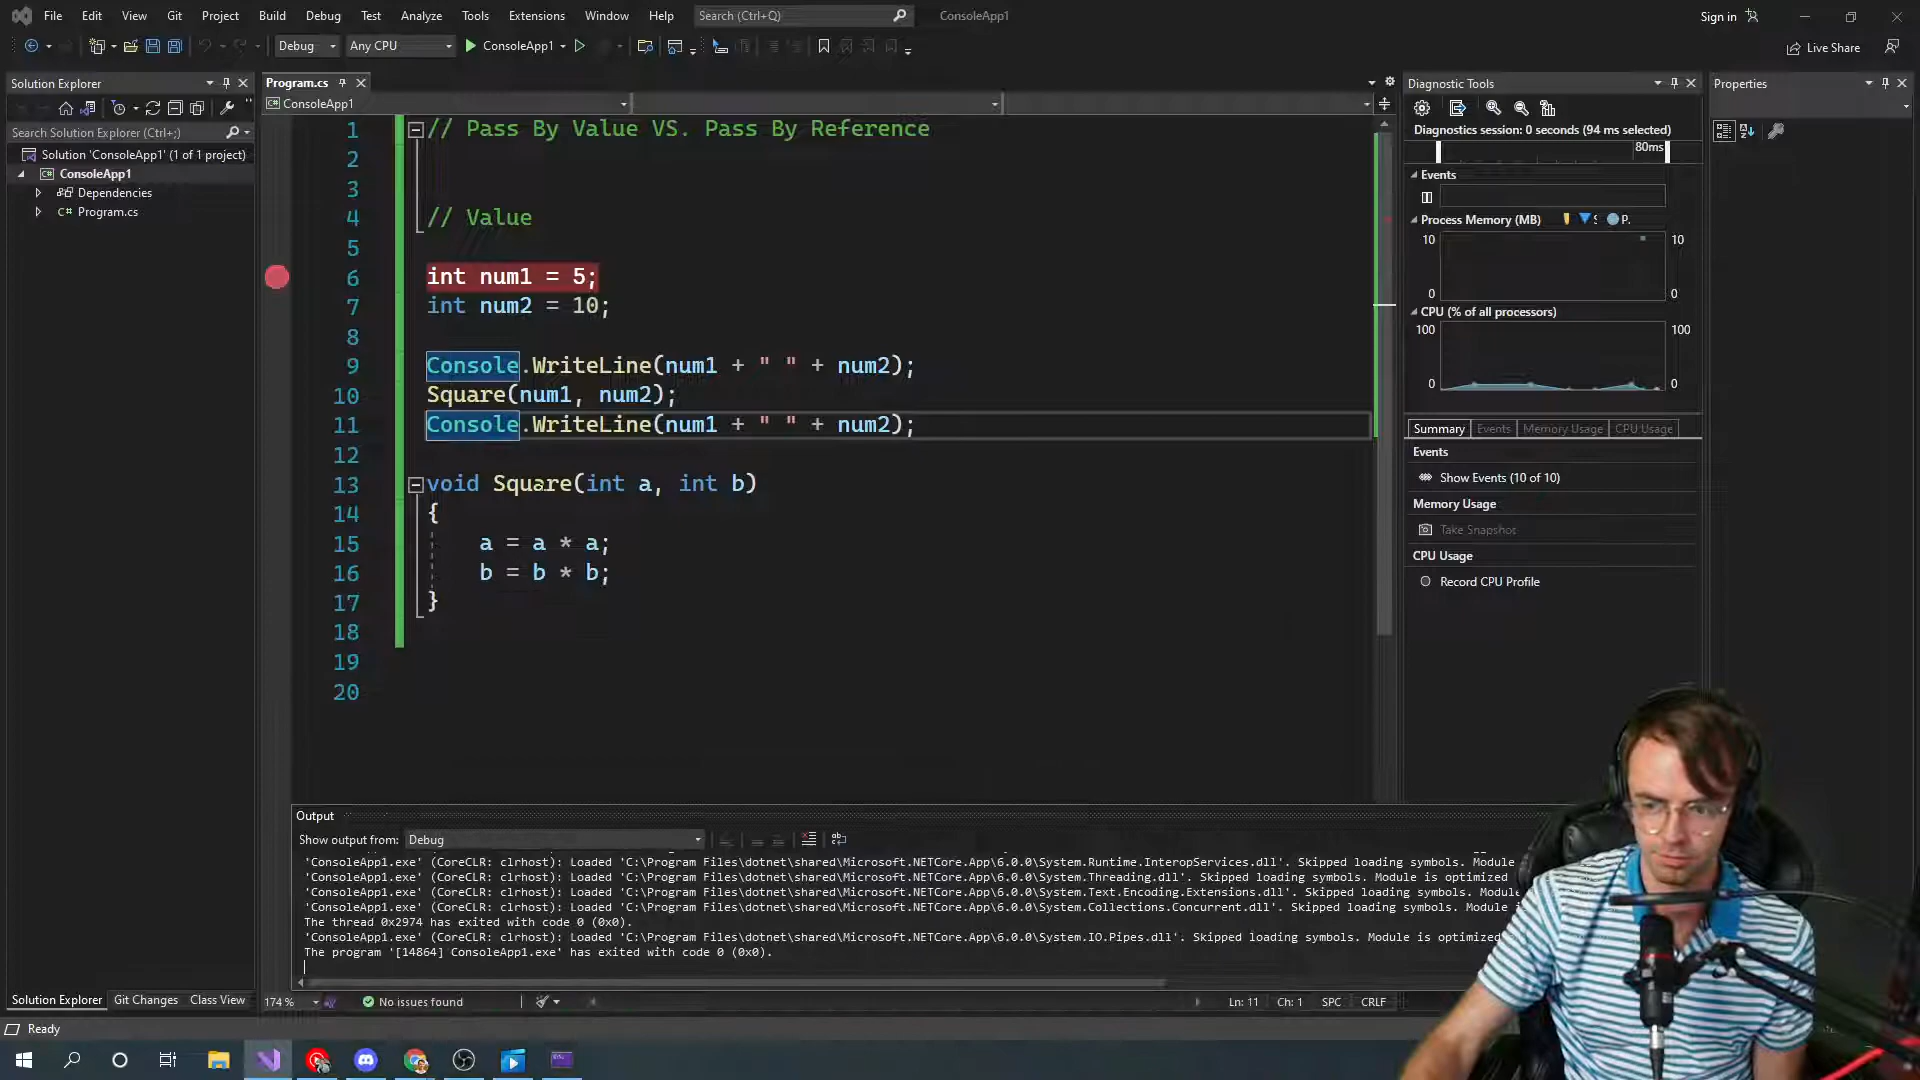 File Edit View Git Project Build Debug Test Analyze Tools Extensions Window Help Search (Ctrl+Q) ConsoleApp1 Sign in
Debug Any CPU ConsoleApp1 Live Share
Solution Explorer
Search Solution Explorer (Ctrl+;)
Solution 'ConsoleApp1' (1 of 1 project)
ConsoleApp1
Dependencies
C# Program.cs
Program.cs
ConsoleApp1
1 // Pass By Value VS. Pass By Reference
2
3
4 // Value
5
6 int num1 = 5;
7 int num2 = 10;
8
9 Console.WriteLine(num1 + " " + num2);
10 Square(num1, num2);
11 Console.WriteLine(num1 + " " + num2);
12
13 void Square(int a, int b)
14 {
15 a = a * a;
16 b = b * b;
17 }
18
19
20
Diagnostic Tools
Diagnostics session: 0 seconds (94 ms selected)
80ms
Events
Process Memory (MB) P.
10 10
0 0
CPU (% of all processors)
100 100
0 0
Summary Events Memory Usage CPU Usage
Events
Show Events (10 of 10)
Memory Usage
Take Snapshot
CPU Usage
Record CPU Profile
Properties
Output
Show output from: Debug
'ConsoleApp1.exe' (CoreCLR: clrhost): Loaded 'C:\Program Files\dotnet\shared\Microsoft.NETCore.App\6.0.0\System.Runtime.InteropServices.dll'. Skipped loading symbols. Module
'ConsoleApp1.exe' (CoreCLR: clrhost): Loaded 'C:\Program Files\dotnet\shared\Microsoft.NETCore.App\6.0.0\System.Threading.dll'. Skipped loading symbols. Module is optimized
'ConsoleApp1.exe' (CoreCLR: clrhost): Loaded 'C:\Program Files\dotnet\shared\Microsoft.NETCore.App\6.0.0\System.Text.Encoding.Extensions.dll'. Skipped loading symbols. Modu
'ConsoleApp1.exe' (CoreCLR: clrhost): Loaded 'C:\Program Files\dotnet\shared\Microsoft.NETCore.App\6.0.0\System.Collections.Concurrent.dll'. Skipped loading symbols. Module
The thread 0x2974 has exited with code 0 (0x0).
'ConsoleApp1.exe' (CoreCLR: clrhost): Loaded 'C:\Program Files\dotnet\shared\Microsoft.NETCore.App\6.0.0\System.IO.Pipes.dll'. Skipped loading symbols. Module is optimized
The program '[14864] ConsoleApp1.exe' has exited with code 0 (0x0).
Solution Explorer Git Changes Class View
174 % No issues found Ln: 11 Ch: 1 SPC CRLF
Ready